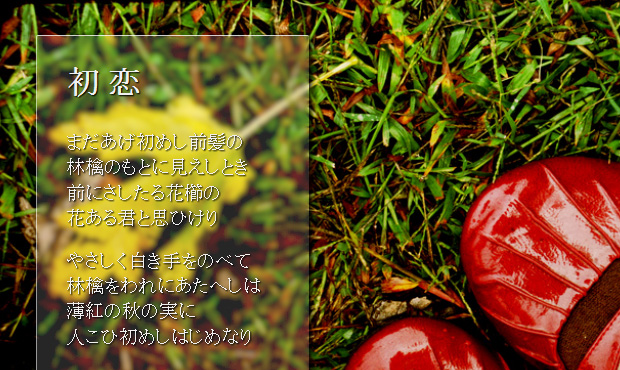 初恋
まだあげ初めし前髪の
林檎のもとに見えしとき
前にさしたる花櫛の
花ある君と思ひけり
やさしく白き手をのべて
林檎をわれにあたへしは
薄紅の秋の実に
人こひ初めしはじめなり